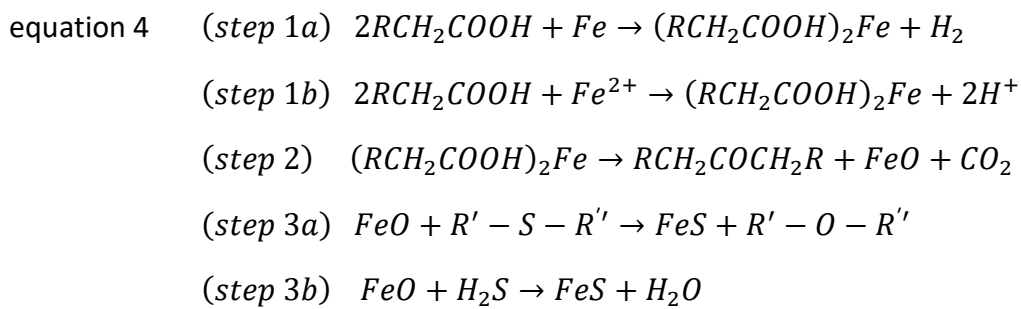 equation 4 (step 1a) 2RCH₂COOH + Fe → (RCH₂COOH)₂Fe + H₂
(step 1b) 2RCH₂COOH + Fe²⁺ → (RCH₂COOH)₂Fe + 2H⁺
(step 2) (RCH₂COOH)₂Fe → RCH₂COCH₂R + FeO + CO₂
(step 3a) FeO + R′ − S − R′′ → FeS + R′ − O − R′′
(step 3b) FeO + H₂S → FeS + H₂O